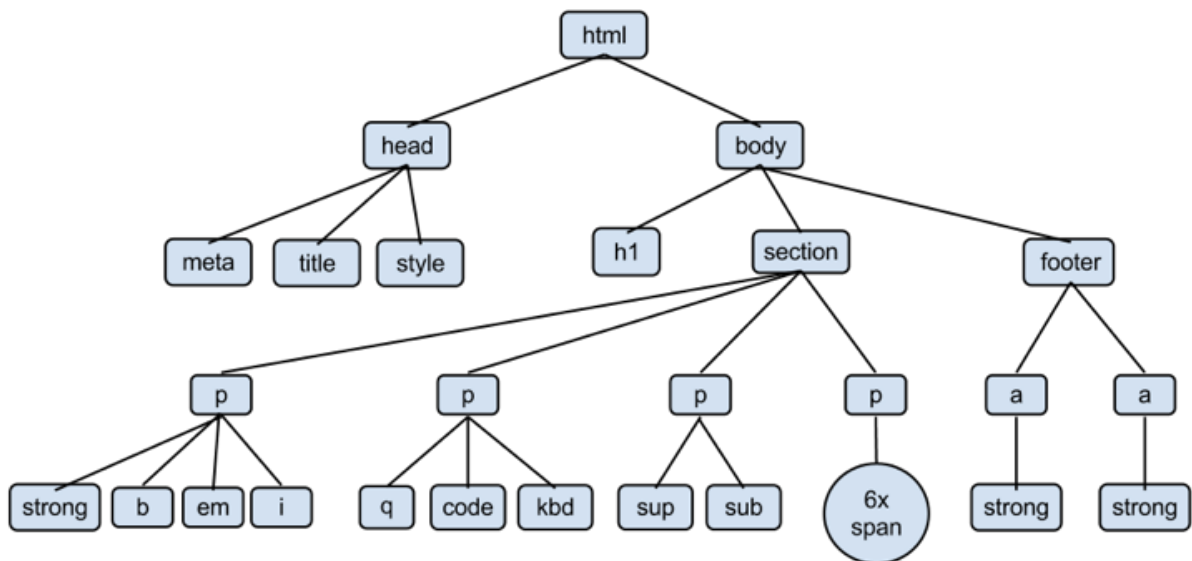 html
head
body
meta
title
style
h1
section
footer
p
p
p
p
a
a
strong
b
em
i
q
code
kbd
sup
sub
6x
span
strong
strong